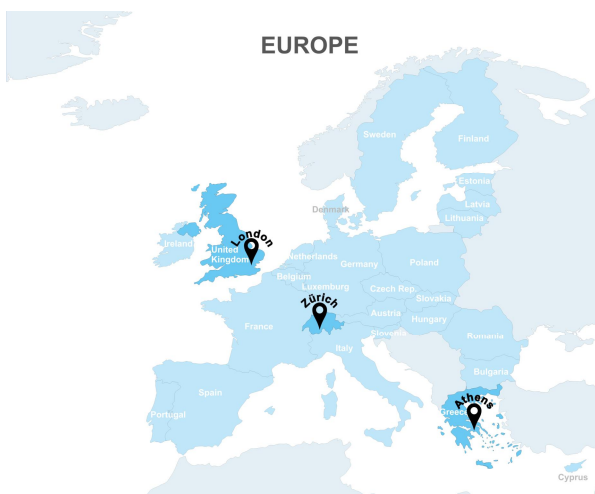 EUROPE
Sweden
Finland
Estonia
Latvia
Lithuania
Denmark
Ireland
United
Kingdom
London
Netherlands
Belgium
Luxemburg
Germany
Poland
Czech Rep.
Slovakia
Austria
Hungary
Slovenia
Romania
Bulgaria
Zürich
France
Italy
Spain
Portugal
Athens
Greece
Cyprus